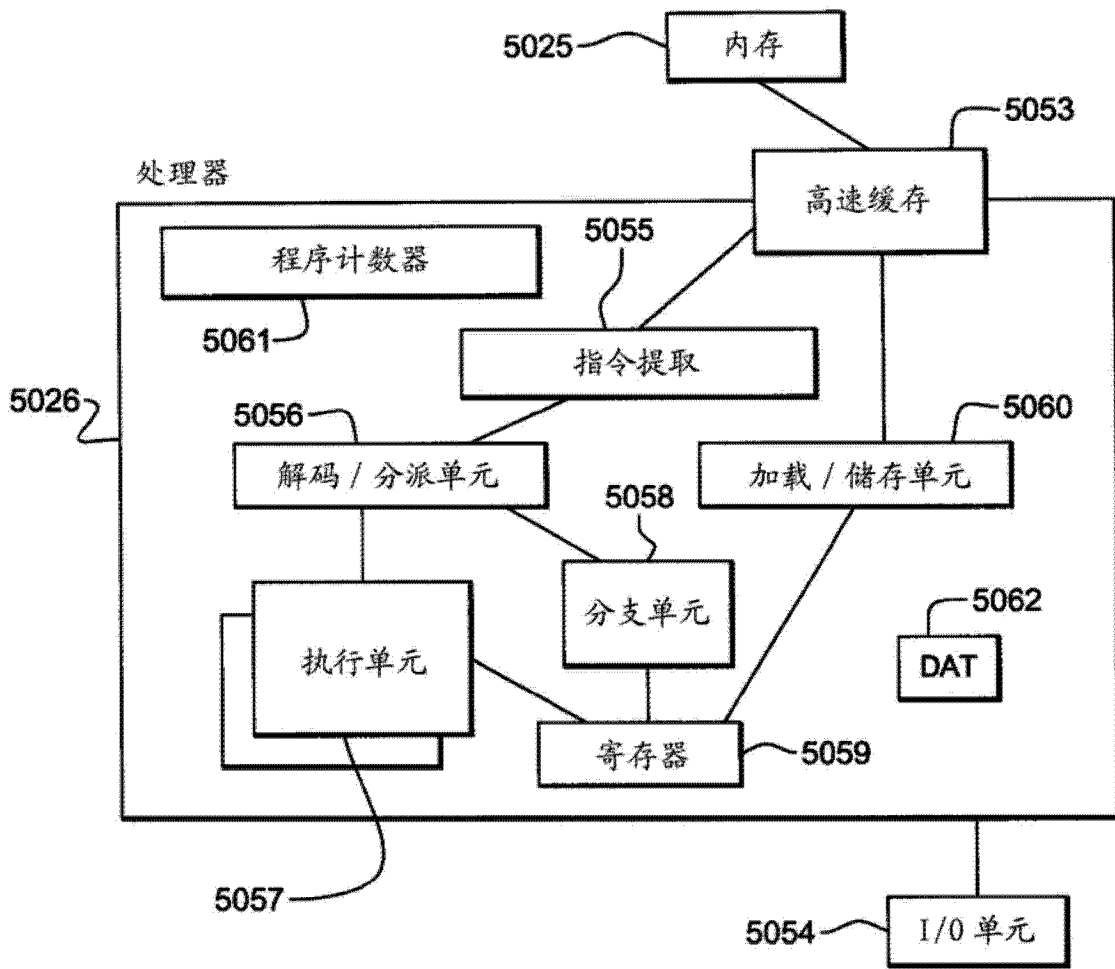 内存
5025
5053
处理器
高速缓存
程序计数器
5055
5061
指令提取
5026
5056
5060
解码 / 分派单元
加载 / 储存单元
5058
分支单元
5062
执行单元
DAT
寄存器
5059
5057
5054
I/0 单元